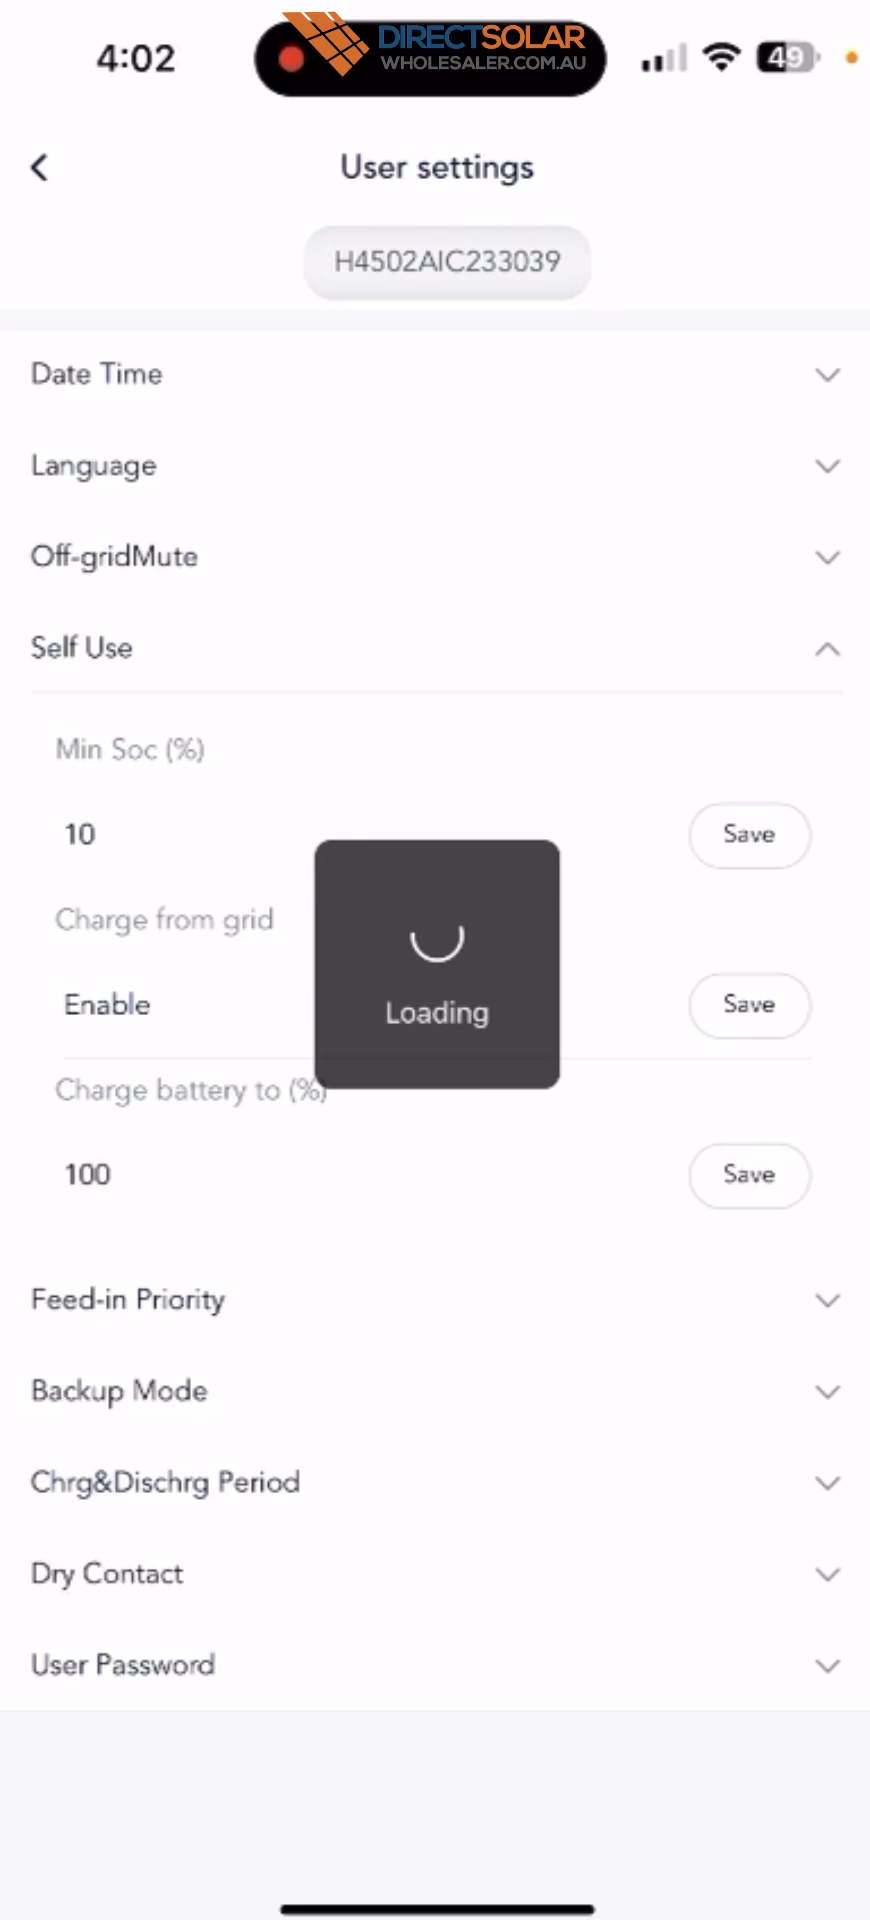 4:02
DIRECTSOLAR
WHOLESALER.COM.AU
49
User settings
H4502AIC233039
Date Time
Language
Off-gridMute
Self Use
Min Soc (%)
10
Save
Charge from grid
Enable
Save
Loading
Charge battery to (%)
100
Save
Feed-in Priority
Backup Mode
Chrg&Dischrg Period
Dry Contact
User Password